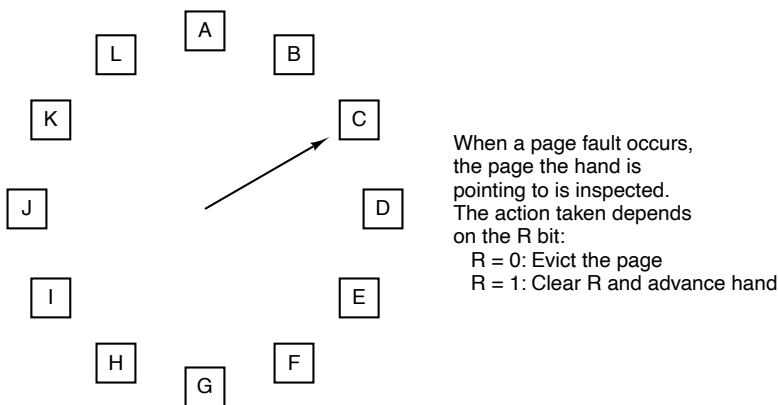 A
B
C
D
E
F
G
H
I
J
K
L
When a page fault occurs,
the page the hand is
pointing to is inspected.
The action taken depends
on the R bit:
R = 0: Evict the page
R = 1: Clear R and advance hand